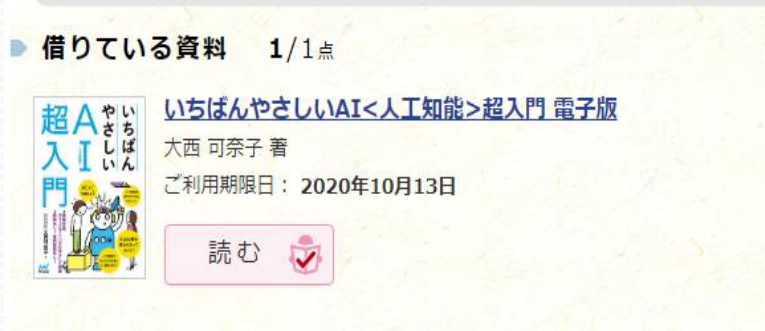 借りている資料 1/1点
いちばんやさしいAI<人工知能>超入門 電子版
大西 可奈子 著
ご利用期限日： 2020年10月13日
読む
いちばん
やさしい
AI
超入門